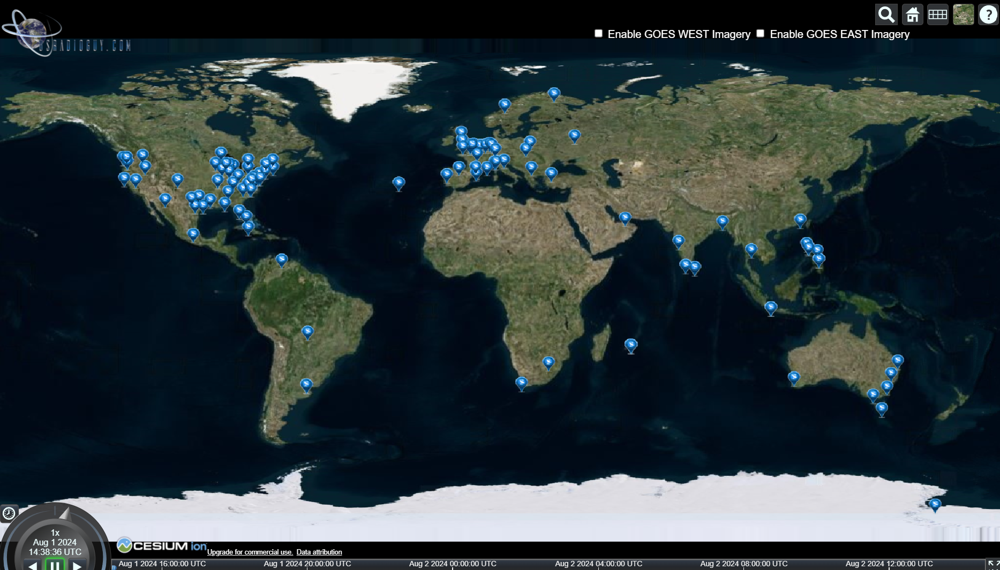 USRADIOGUY.COM
Enable GOES WEST Imagery Enable GOES EAST Imagery
?
1x
Aug 1 2024
14:38:36 UTC
CESIUM ion
Upgrade for commercial use. Data attribution
Aug 1 2024 16:00:00 UTC Aug 1 2024 20:00:00 UTC Aug 2 2024 00:00:00 UTC Aug 2 2024 04:00:00 UTC Aug 2 2024 08:00:00 UTC Aug 2 2024 12:00:00 UTC